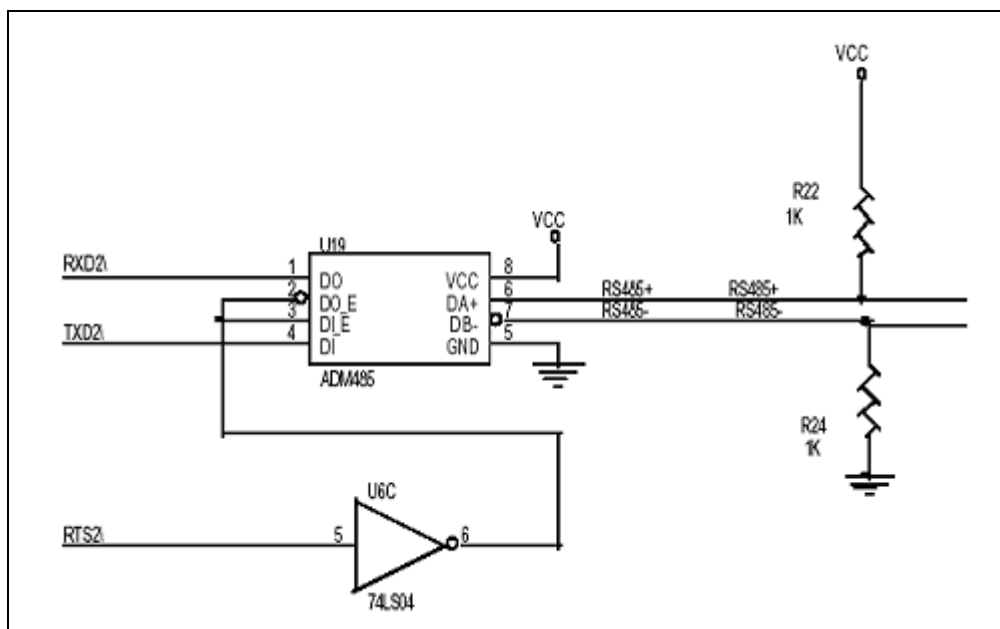 VCC
R22
1K
VCC
U19
RXD2\
1
DO
VCC
8
2
DO_E
DA+
6
RS485+
RS485+
3
DI_E
DB-
7
RS485-
RS485-
TXD2\
4
DI
GND
5
ADM485
R24
1K
U6C
RTS2\
5
6
74LS04